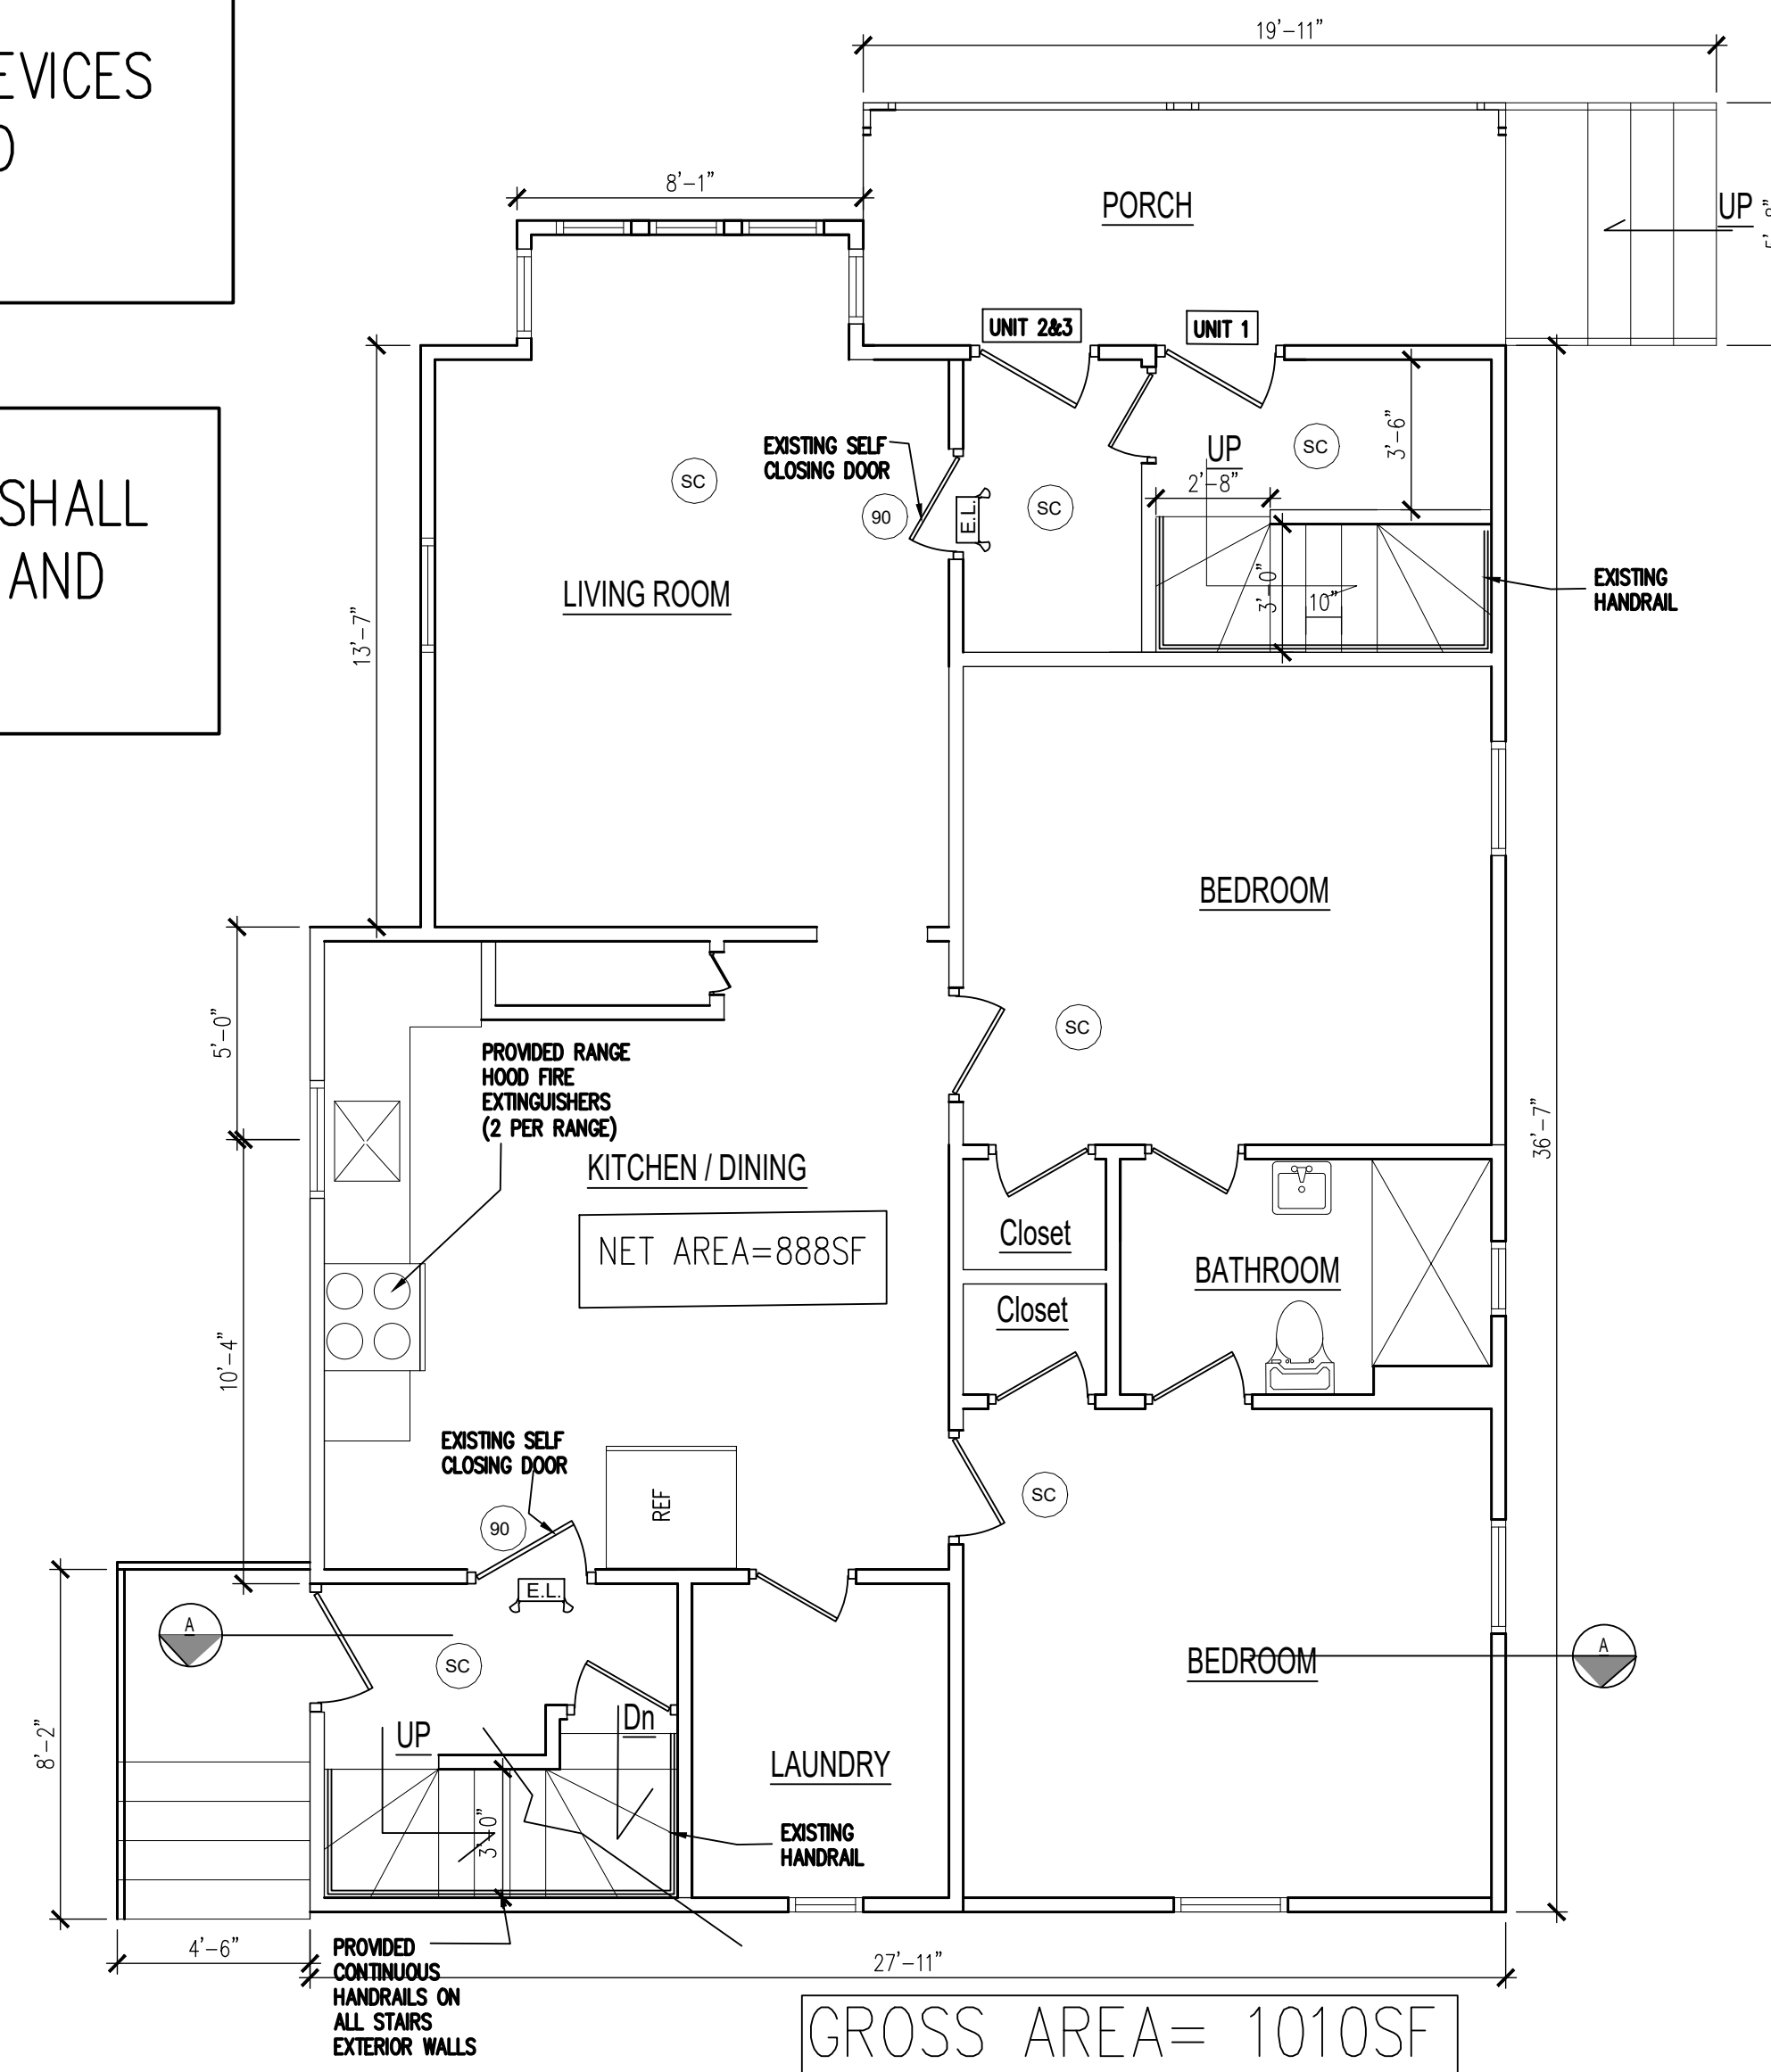 EVICES
19'-11"
8'-1"
PORCH
UP
UNIT 2&3
UNIT 1
SHALL
AND
EXISTING SELF
CLOSING DOOR
SC
90
E.L.
SC
UP
SC
3'-6"
2'-8"
3'-0"
10"
EXISTING
HANDRAIL
LIVING ROOM
13'-7"
BEDROOM
SC
5'-0"
PROVIDED RANGE
HOOD FIRE
EXTINGUISHERS
(2 PER RANGE)
36'-7"
KITCHEN / DINING
NET AREA=888SF
Closet
Closet
BATHROOM
10'-4"
EXISTING SELF
CLOSING DOOR
90
REF
SC
E.L.
A
SC
BEDROOM
A
8'-2"
UP
Dn
LAUNDRY
3'-0"
EXISTING
HANDRAIL
4'-6"
27'-11"
PROVIDED
CONTINUOUS
HANDRAILS ON
ALL STAIRS
EXTERIOR WALLS
GROSS AREA= 1010SF